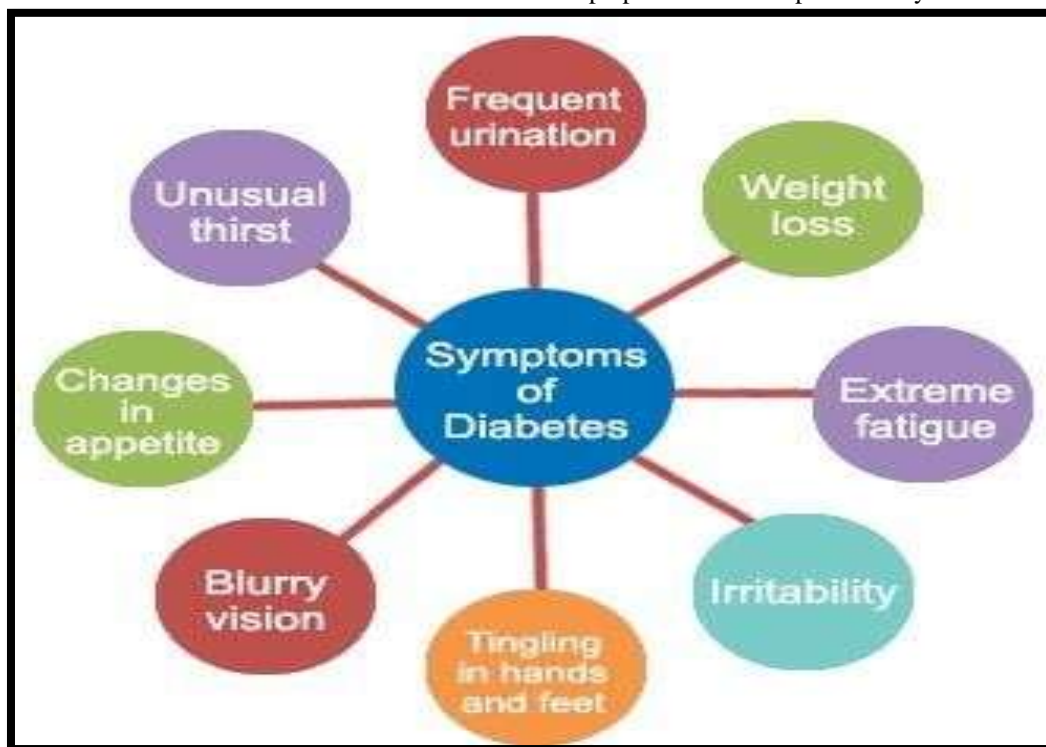 Frequent
urination
Weight
loss
Extreme
fatigue
Irritability
Tingling
in hands
and feet
Blurry
vision
Changes
in
appetite
Unusual
thirst
Symptoms
of
Diabetes